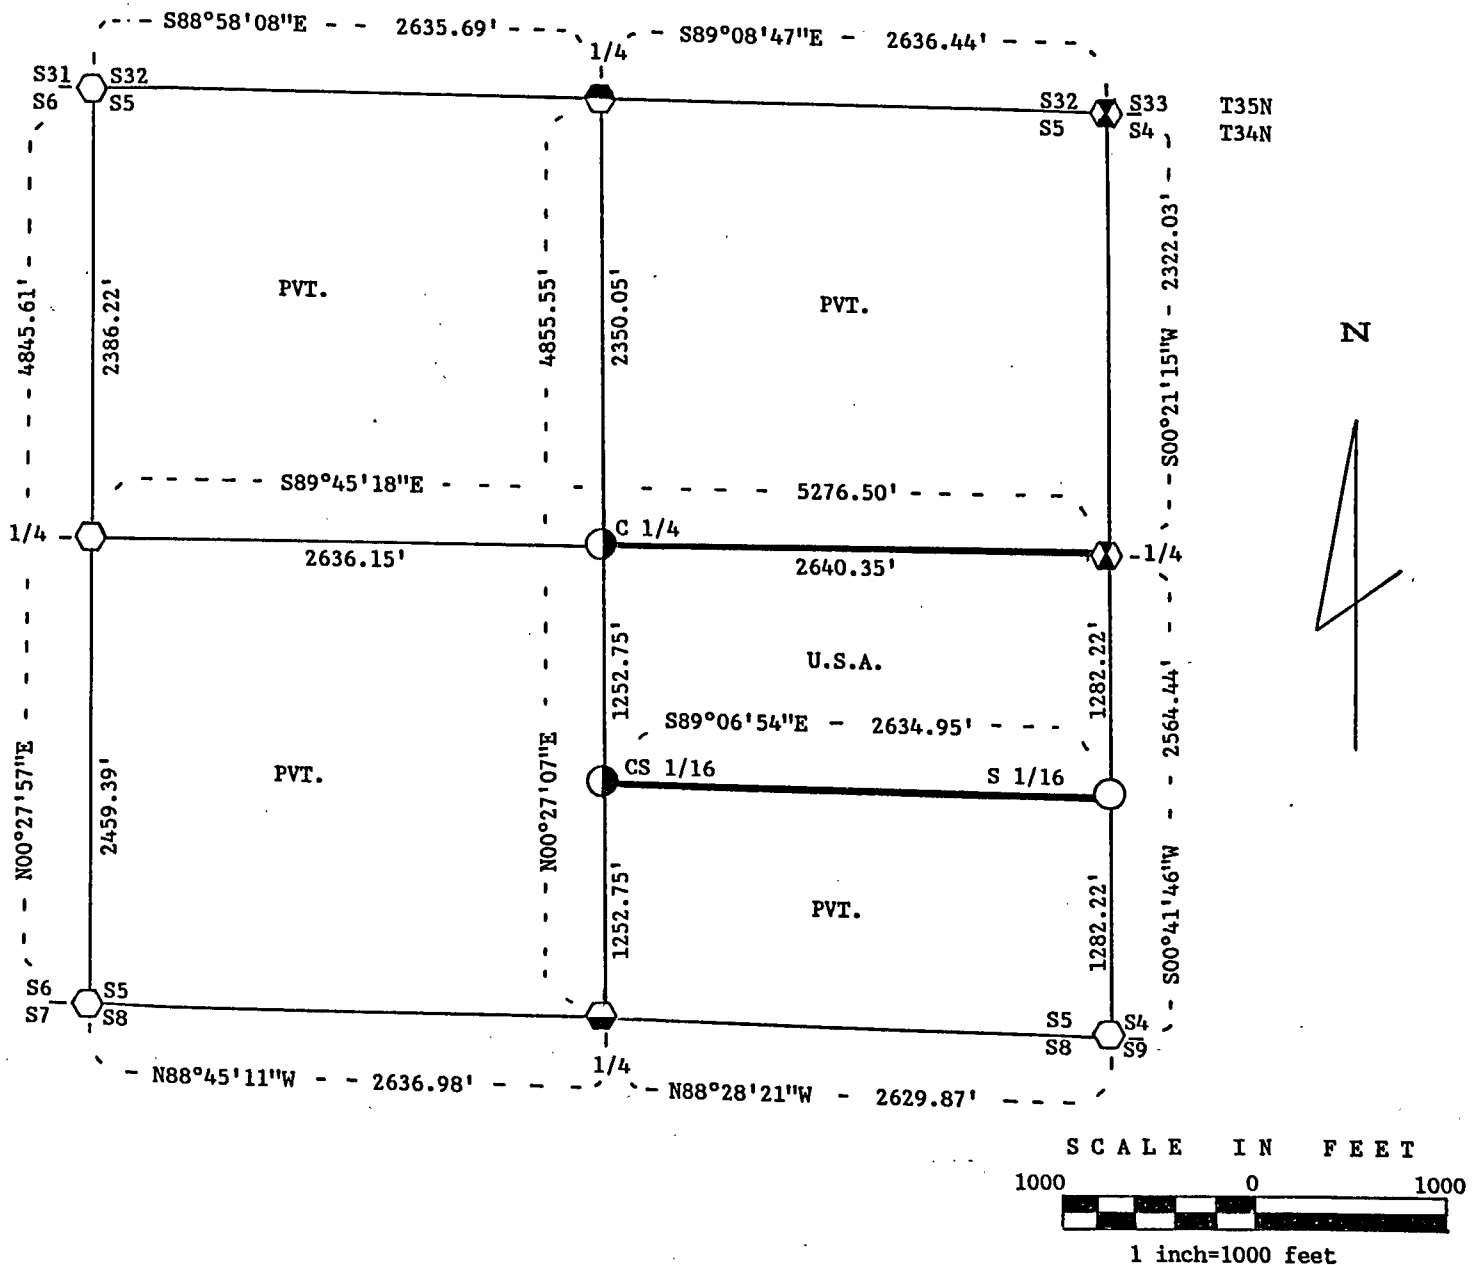 S88°58'08"E - - 2635.69'
S89°08'47"E - 2636.44'
1/4
S31 S32
S6 S5
S32 S33
S5 S4
T35N
T34N
4845.61'
2386.22'
PVT.
4855.55'
2350.05'
PVT.
S00°21'15"W - 2322.03'
N
S89°45'18"E - 5276.50'
1/4
C 1/4
1/4
2636.15'
2640.35'
1252.75'
U.S.A.
1282.22'
2564.44'
S89°06'54"E - 2634.95'
CS 1/16
S 1/16
N00°27'57"E
2459.39'
PVT.
N00°27'07"E
1252.75'
PVT.
1282.22'
S00°41'46"W
S6 S5
S7 S8
S5 S4
S8 S9
1/4
N88°45'11"W - - 2636.98'
N88°28'21"W - 2629.87'
SCALE IN FEET
1000 0 1000
1 inch=1000 feet